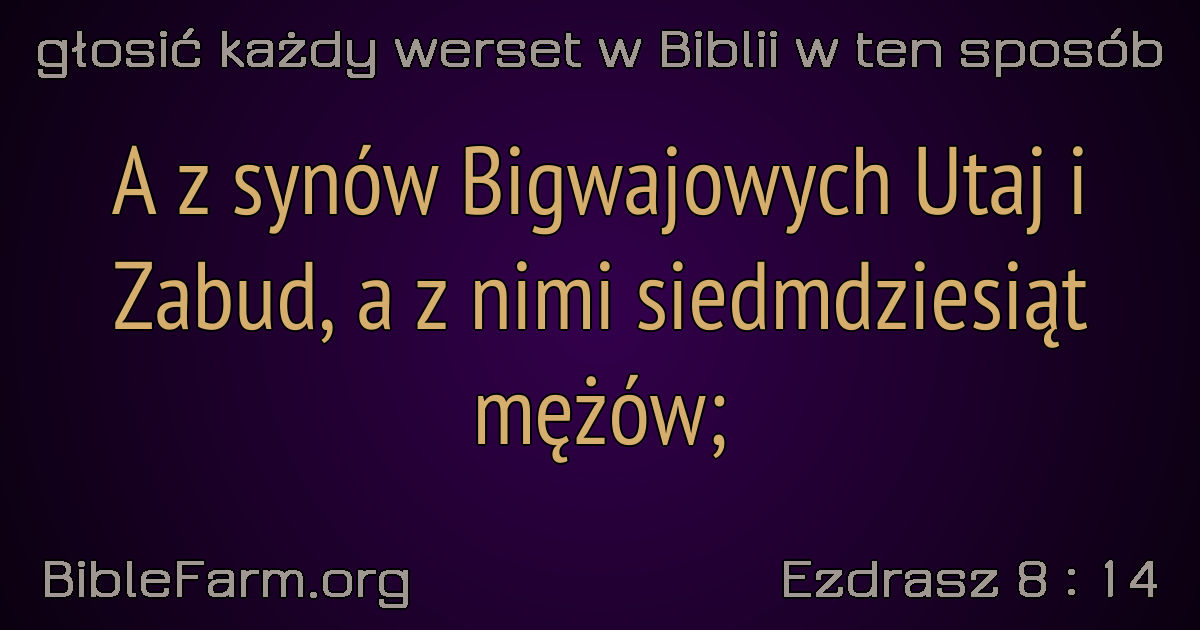 głosić każdy werset w Biblii w ten sposób
A z synów Bigwajowych Utaj i
Zabud, a z nimi siedmdziesiąt
mężów;
BibleFarm.org
Ezdrasz 8 : 14